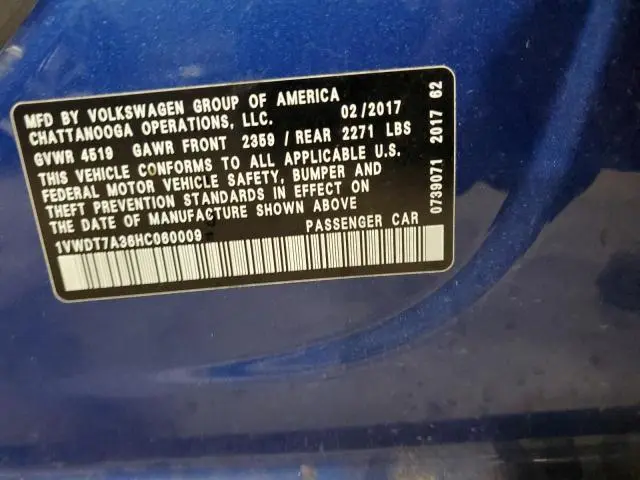 MFD BY VOLKSWAGEN GROUP OF AMERICA
CHATTANOOGA OPERATIONS, LLC. 02/2017
GVWR 4519 GAWR FRONT 2359 / REAR 2271 LBS
THIS VEHICLE CONFORMS TO ALL APPLICABLE U.S.
FEDERAL MOTOR VEHICLE SAFETY, BUMPER AND
THEFT PREVENTION STANDARDS IN EFFECT ON
THE DATE OF MANUFACTURE SHOWN ABOVE
1VWDT7A36HC060009 PASSENGER CAR
0739071 2017 62